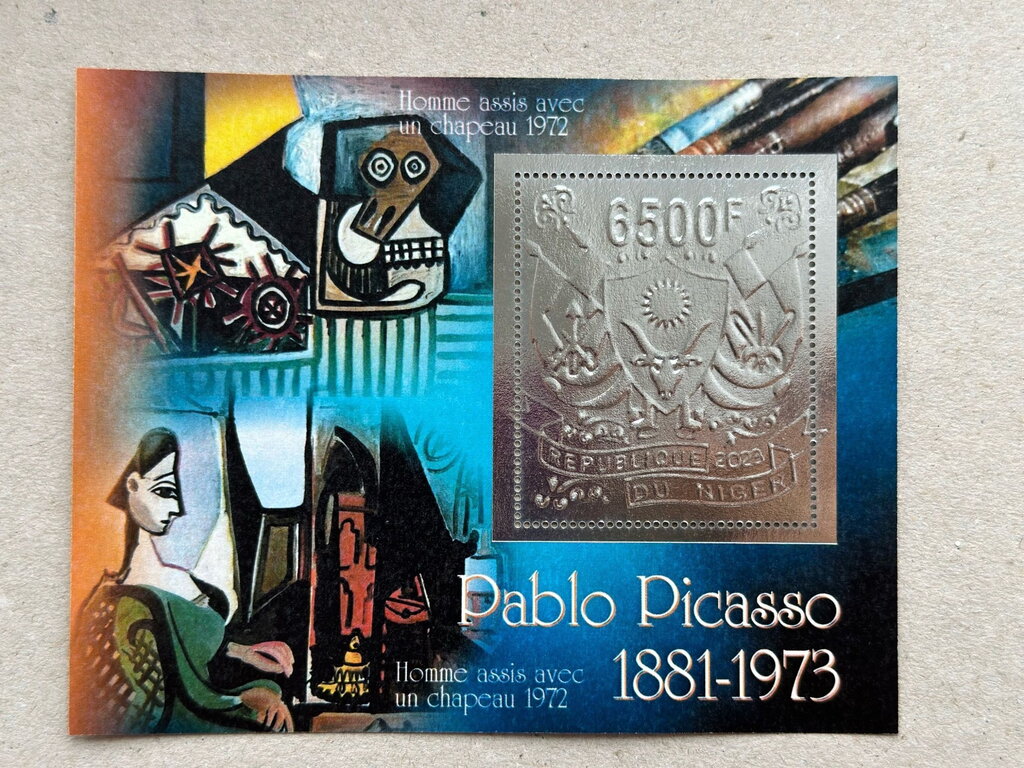 Homme assis avec
un chapeau 1972
6500F
REPUBLIQUE 2023
DU NIGER
Pablo Picasso
1881-1973
Homme assis avec
un chapeau 1972